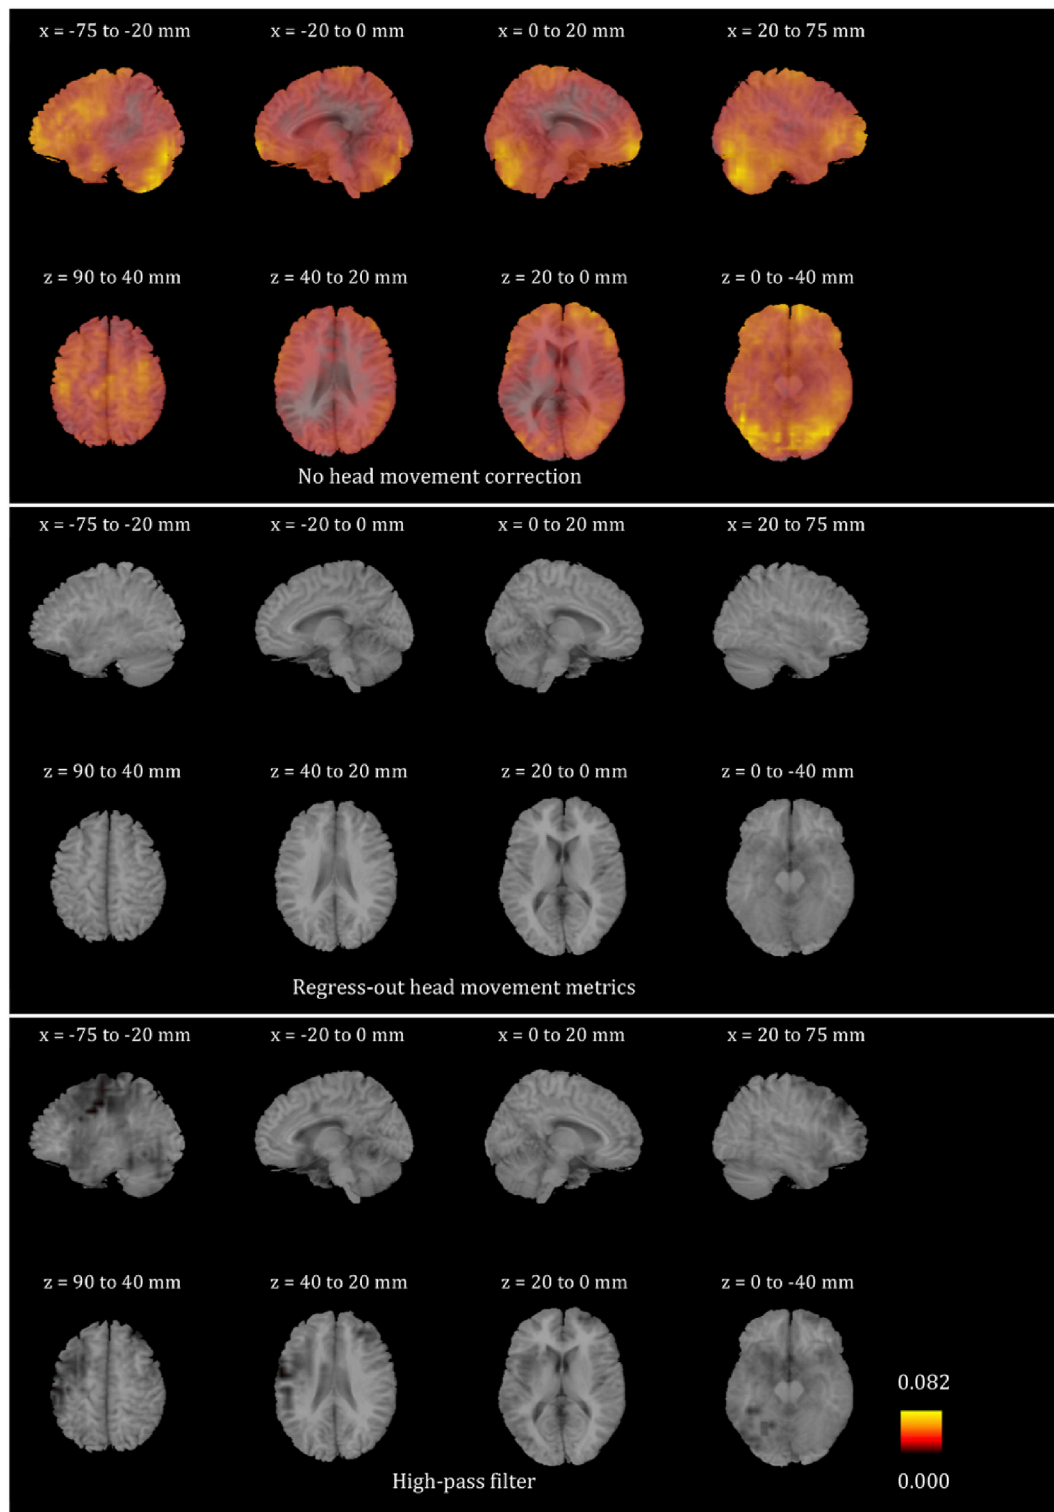 x = -75 to -20 mm x = -20 to 0 mm x = 0 to 20 mm x = 20 to 75 mm
z = 90 to 40 mm z = 40 to 20 mm z = 20 to 0 mm z = 0 to -40 mm
No head movement correction
x = -75 to -20 mm x = -20 to 0 mm x = 0 to 20 mm x = 20 to 75 mm
z = 90 to 40 mm z = 40 to 20 mm z = 20 to 0 mm z = 0 to -40 mm
Regress-out head movement metrics
x = -75 to -20 mm x = -20 to 0 mm x = 0 to 20 mm x = 20 to 75 mm
z = 90 to 40 mm z = 40 to 20 mm z = 20 to 0 mm z = 0 to -40 mm
0.082
0.000
High-pass filter